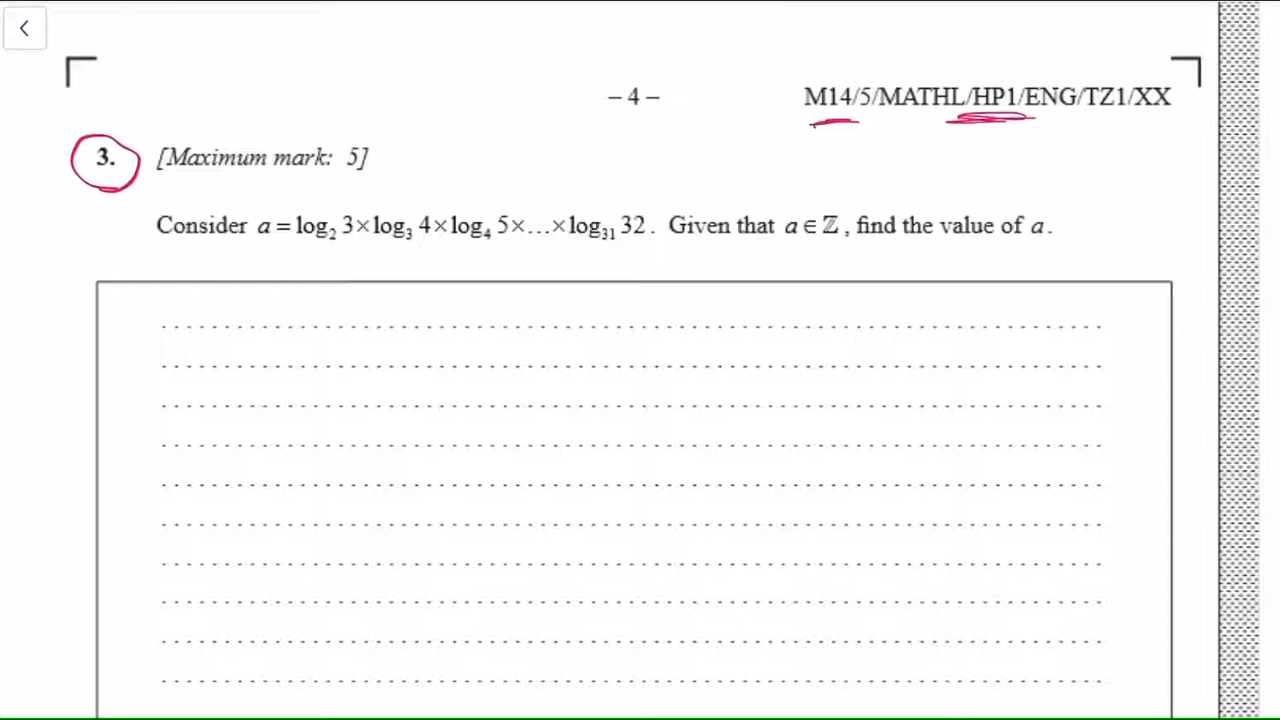 – 4 –
M14/5/MATHL/HP1/ENG/TZ1/XX
3. [Maximum mark: 5]
Consider a = log₂ 3 × log₃ 4 × log₄ 5 × … × log₃₁ 32 . Given that a ∈ ℤ , find the value of a .